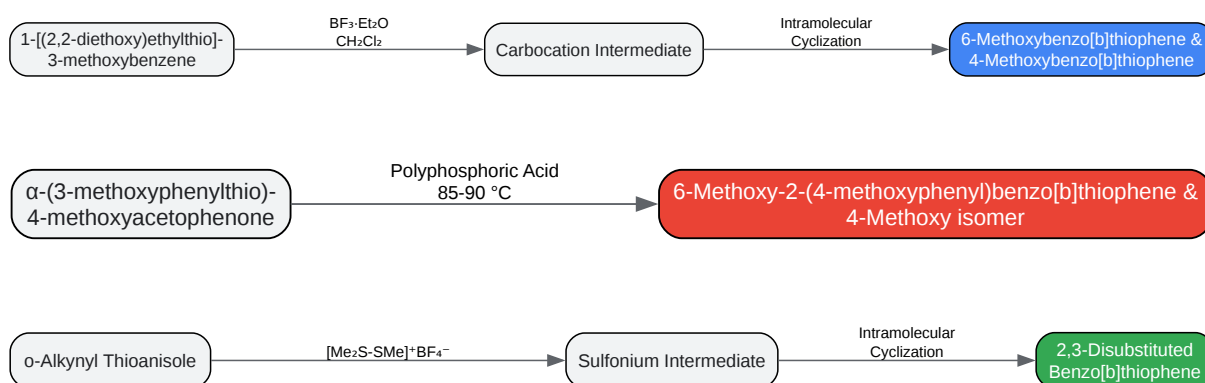 1-[(2,2-diethoxy)ethylthio]-
3-methoxybenzene
BF₃·Et₂O
CH₂Cl₂
Carbocation Intermediate
Intramolecular
Cyclization
6-Methoxybenzo[b]thiophene &
4-Methoxybenzo[b]thiophene
α-(3-methoxyphenylthio)-
4-methoxyacetophenone
Polyphosphoric Acid
85-90 °C
6-Methoxy-2-(4-methoxyphenyl)benzo[b]thiophene &
4-Methoxy isomer
o-Alkynyl Thioanisole
[Me₂S-SMe]⁺BF₄⁻
Sulfonium Intermediate
Intramolecular
Cyclization
2,3-Disubstituted
Benzo[b]thiophene